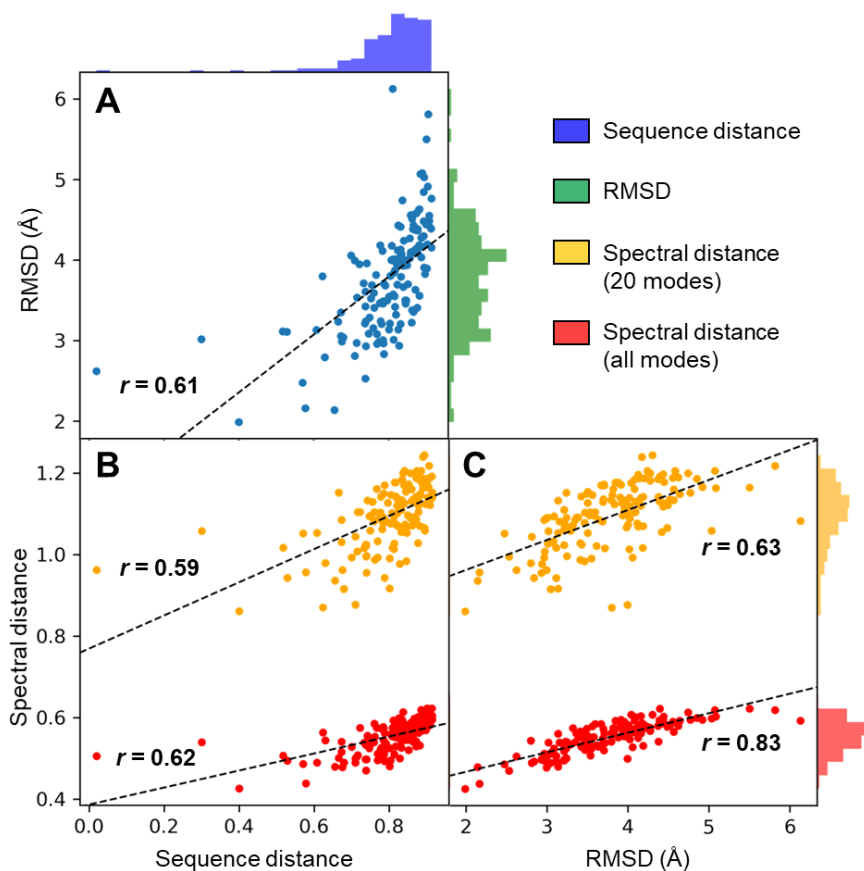 A
6
5
4
3
2
RMSD (Å)
r = 0.61
Sequence distance
RMSD
Spectral distance
(20 modes)
Spectral distance
(all modes)
B
1.2
1.0
0.8
0.6
0.4
Spectral distance
r = 0.59
r = 0.62
0.0 0.2 0.4 0.6 0.8
Sequence distance
C
r = 0.63
r = 0.83
2 3 4 5 6
RMSD (Å)